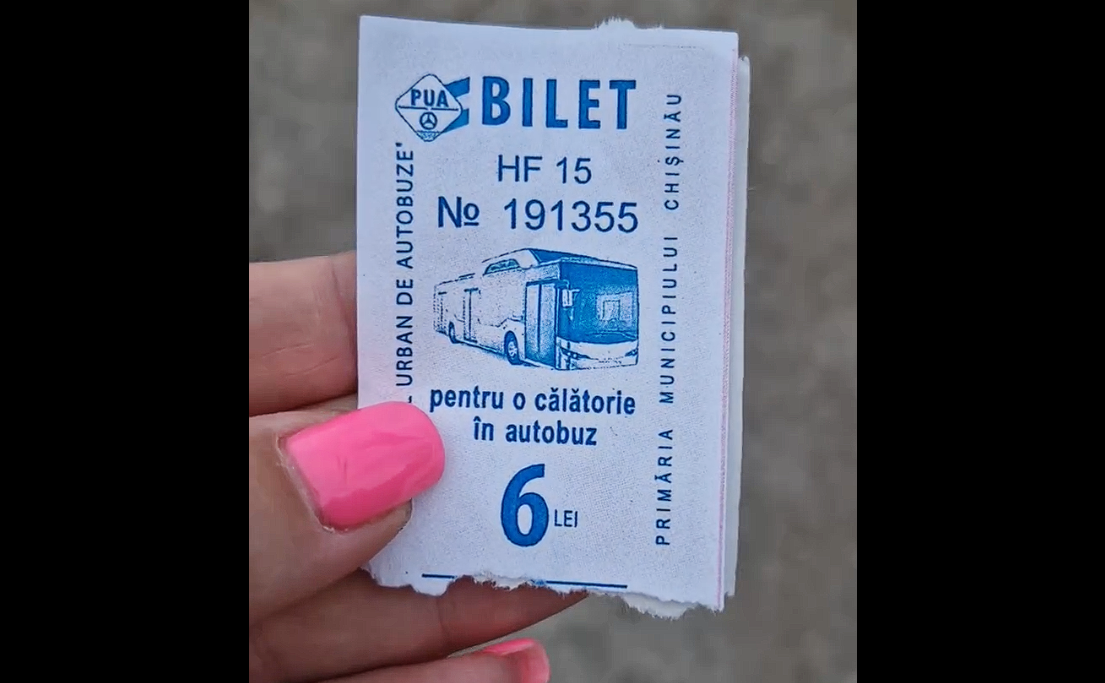 PUA
BILET
HF 15
№ 191355
pentru o călătorie
în autobuz
6 LEI
URBAN DE AUTOBUZE"
PRIMĂRIA MUNICIPIULUI CHIȘINĂU